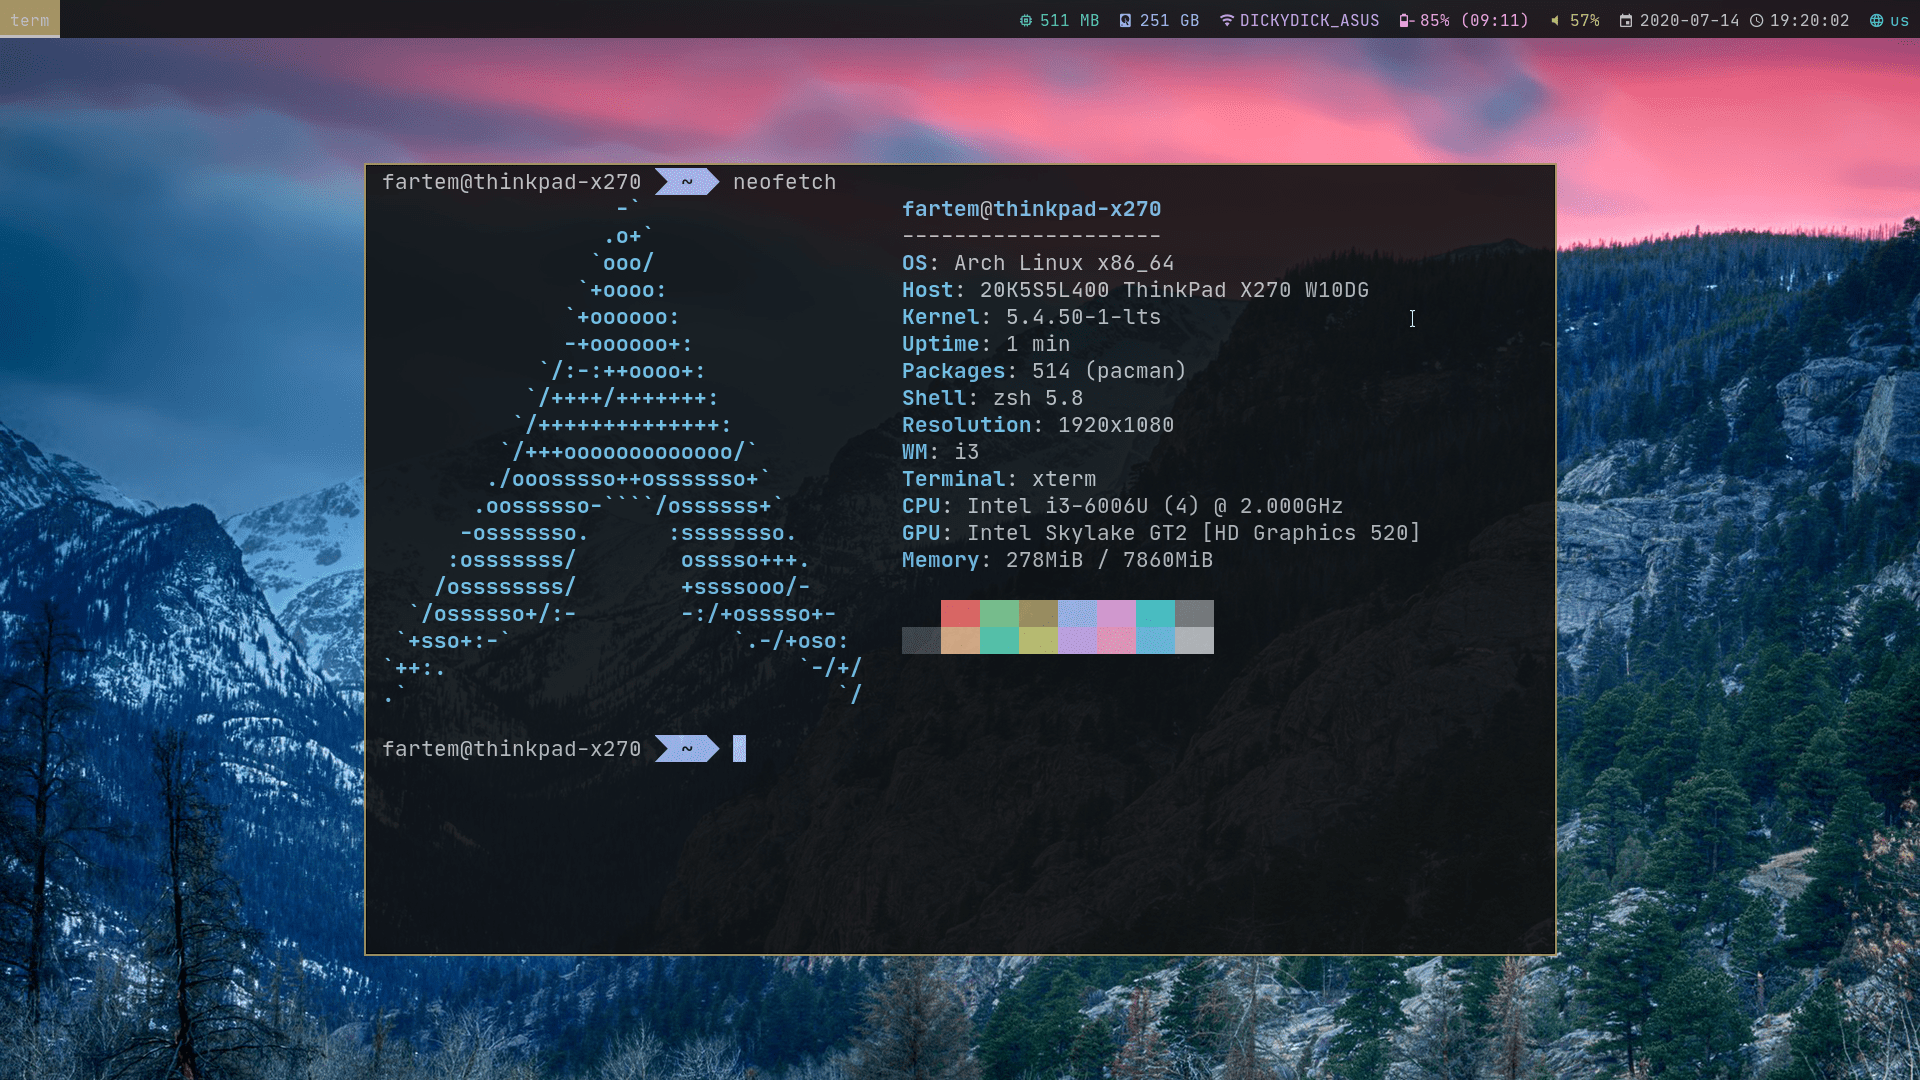 term 511 MB 251 GB DICKYDICK_ASUS 85% (09:11) 57% 2020-07-14 19:20:02 us
fartem@thinkpad-x270 ~ neofetch
-` fartem@thinkpad-x270
.o+` --------------------
`ooo/ OS: Arch Linux x86_64
`+oooo: Host: 20K5S5L400 ThinkPad X270 W10DG
`+oooooo: Kernel: 5.4.50-1-lts
-+oooooo+: Uptime: 1 min
`/:-:++oooo+: Packages: 514 (pacman)
`/++++/+++++++: Shell: zsh 5.8
`/++++++++++++++: Resolution: 1920x1080
`/+++ooooooooooooo/` WM: i3
./ooosssso++osssssso+` Terminal: xterm
.oossssso-````/ossssss+` CPU: Intel i3-6006U (4) @ 2.000GHz
-osssssso. :ssssssso. GPU: Intel Skylake GT2 [HD Graphics 520]
:osssssss/ osssso+++. Memory: 278MiB / 7860MiB
/ossssssss/ +ssssooo/-
`/ossssso+/:- -:/+osssso+-
`+sso+:-` `.-/+oso:
`++:. `-/+/
.` `/
fartem@thinkpad-x270 ~